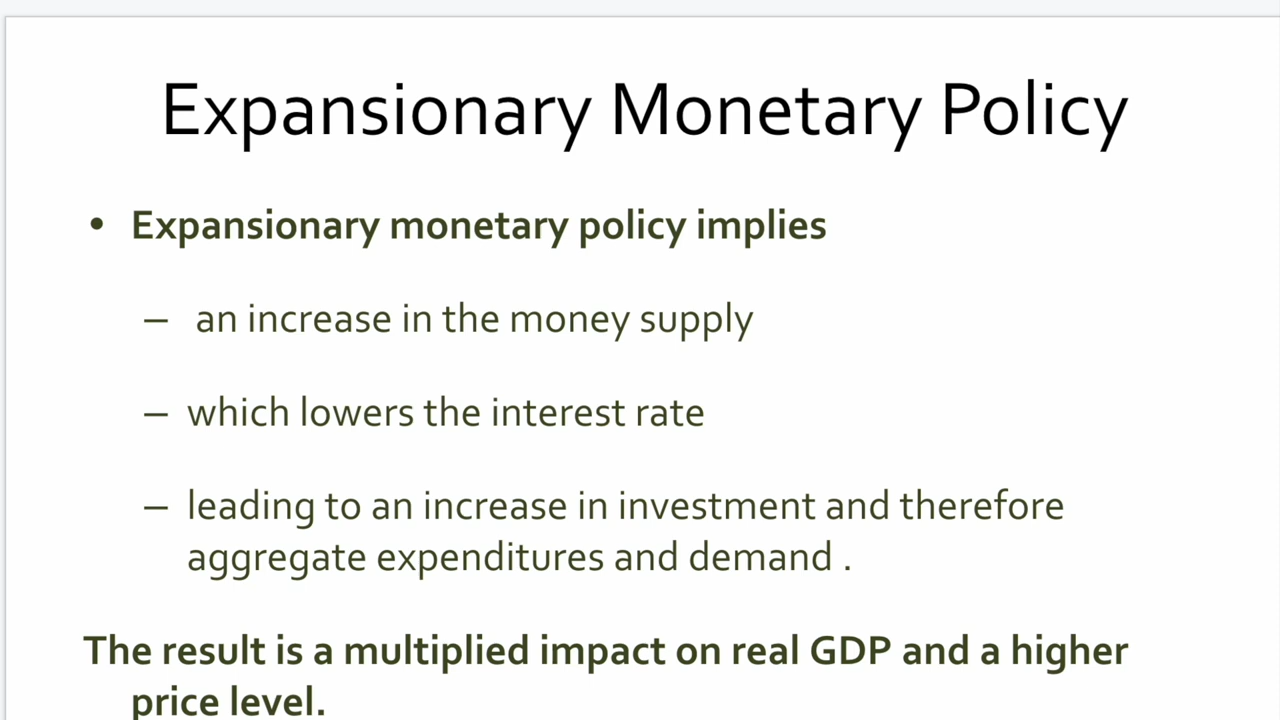 Expansionary Monetary Policy
• Expansionary monetary policy implies
– an increase in the money supply
– which lowers the interest rate
– leading to an increase in investment and therefore
aggregate expenditures and demand .
The result is a multiplied impact on real GDP and a higher
price level.